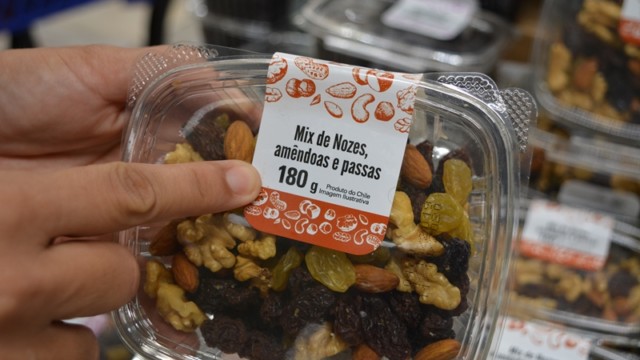 Mix de Nozes,
amêndoas e passas
180 g
Produto do Chile
Imagem Ilustrativa